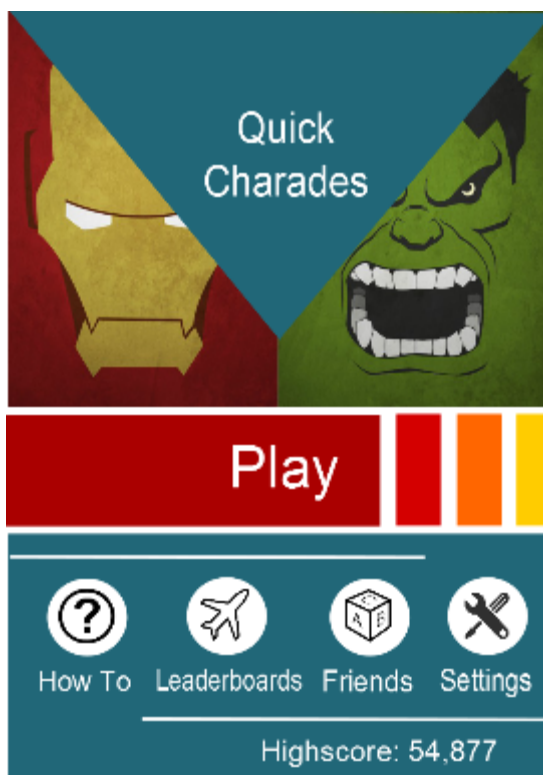 Quick
Charades
Play
How To
Leaderboards
Friends
Settings
A
C
B
Highscore: 54,877